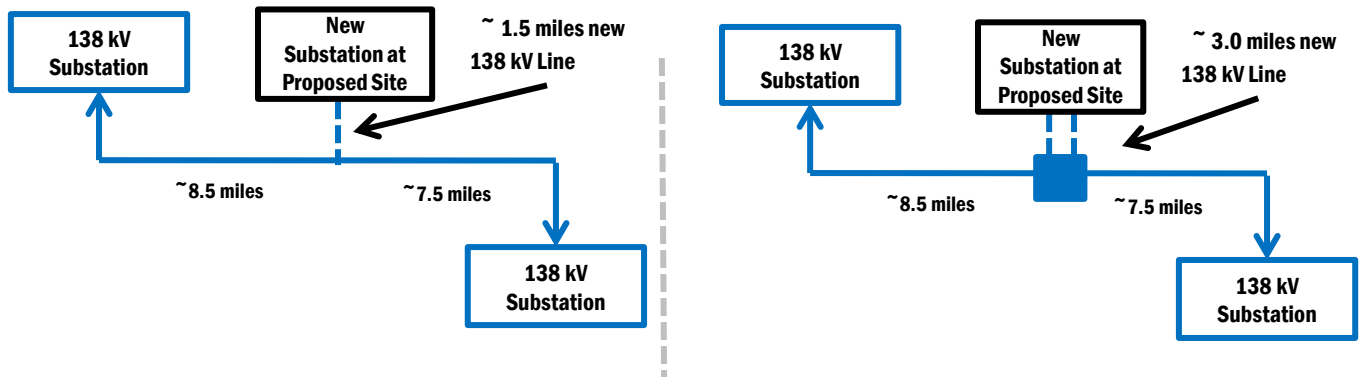 138 kV
Substation
New
Substation at
Proposed Site
~ 1.5 miles new
138 kV Line
~8.5 miles
~7.5 miles
138 kV
Substation
138 kV
Substation
New
Substation at
Proposed Site
~ 3.0 miles new
138 kV Line
~8.5 miles
~7.5 miles
138 kV
Substation